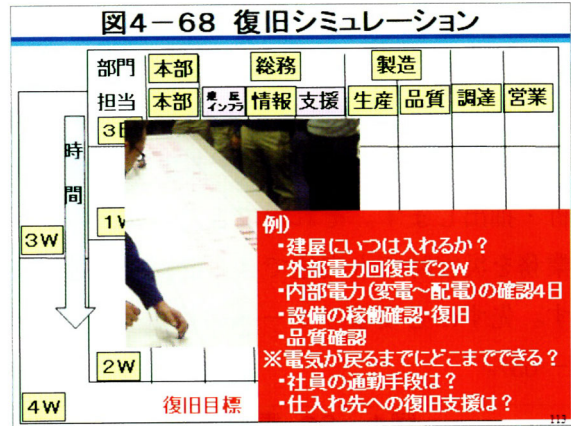 図4-68 復旧シミュレーション
部門 本部 総務 製造
担当 本部 建屋インフラ 情報 支援 生産 品質 調達 営業
時間
3日
1W
3W
2W
4W
復旧目標
例)
・建屋にいつは入れるか?
・外部電力回復まで2W
・内部電力(変電~配電)の確認4日
・設備の稼働確認・復旧
・品質確認
※電気が戻るまでにどこまでできる?
・社員の通勤手段は?
・仕入れ先への復旧支援は?
113